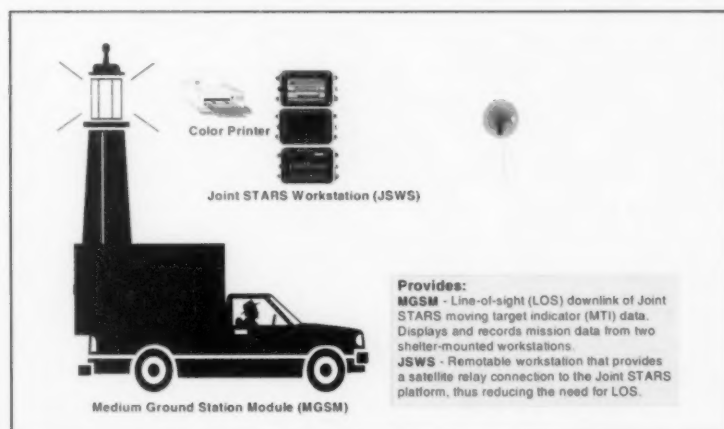 Color Printer
Joint STARS Workstation (JSWS)
Provides:
MGSM - Line-of-sight (LOS) downlink of Joint
STARS moving target indicator (MTI) data.
Displays and records mission data from two
shelter-mounted workstations.
JSWS - Remotable workstation that provides
a satellite relay connection to the Joint STARS
platform, thus reducing the need for LOS.
Medium Ground Station Module (MGSM)